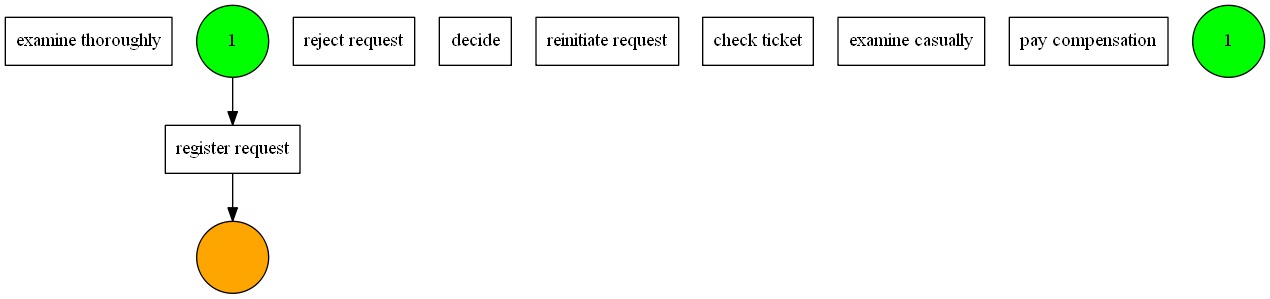 examine thoroughly
1
reject request
decide
reinitiate request
check ticket
examine casually
pay compensation
1
register request